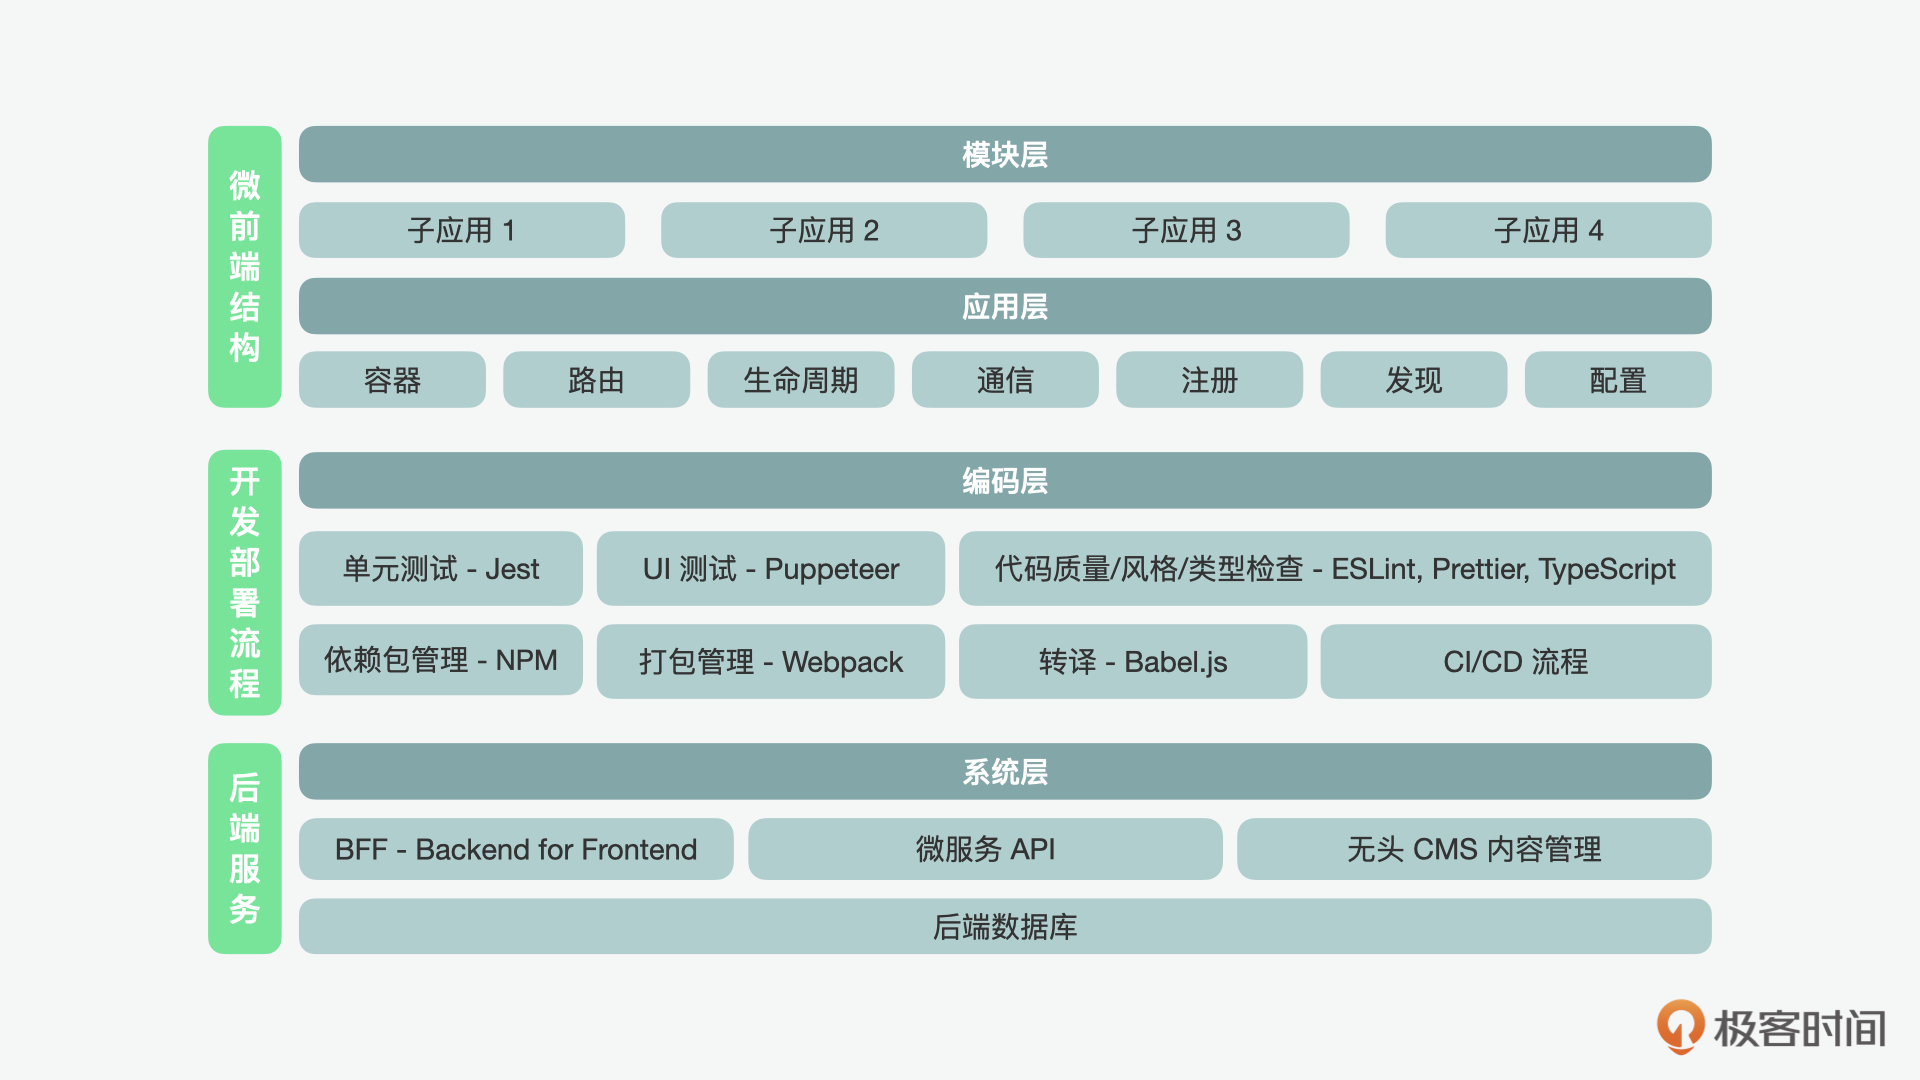 微前端结构
模块层
子应用 1
子应用 2
子应用 3
子应用 4
应用层
容器
路由
生命周期
通信
注册
发现
配置
开发部署流程
编码层
单元测试 - Jest
UI 测试 - Puppeteer
代码质量/风格/类型检查 - ESLint, Prettier, TypeScript
依赖包管理 - NPM
打包管理 - Webpack
转译 - Babel.js
CI/CD 流程
后端服务
系统层
BFF - Backend for Frontend
微服务 API
无头 CMS 内容管理
后端数据库
极客时间